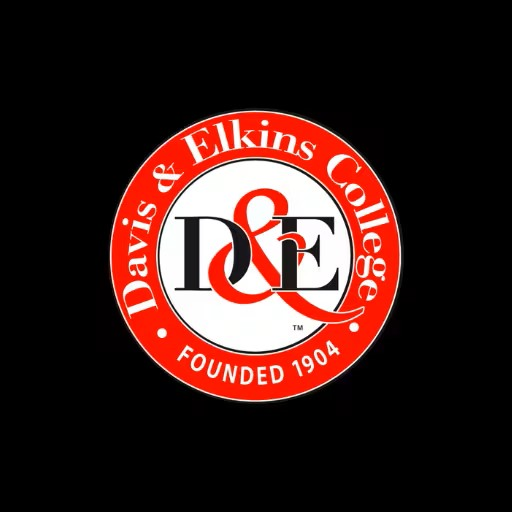 Davis & Elkins College
D&E
™
• FOUNDED 1904 •